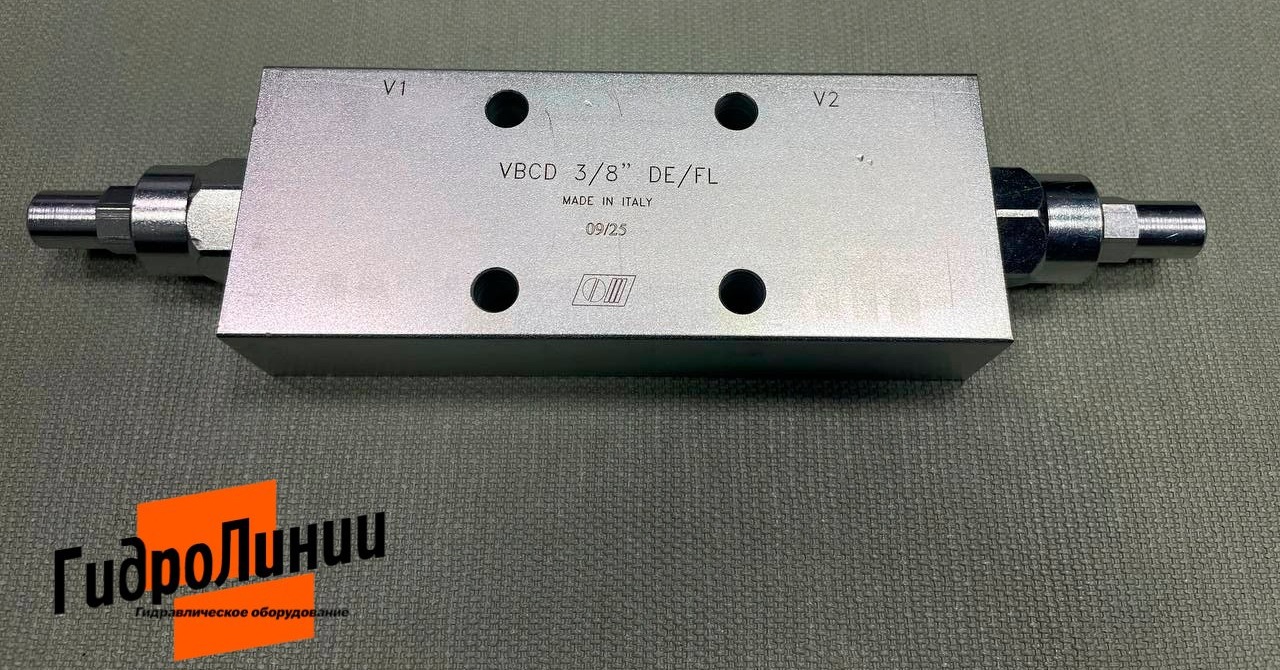 V1
V2
VBCD 3/8" DE/FL
MADE IN ITALY
09/25
ГидроЛинии
Гидравлическое оборудование